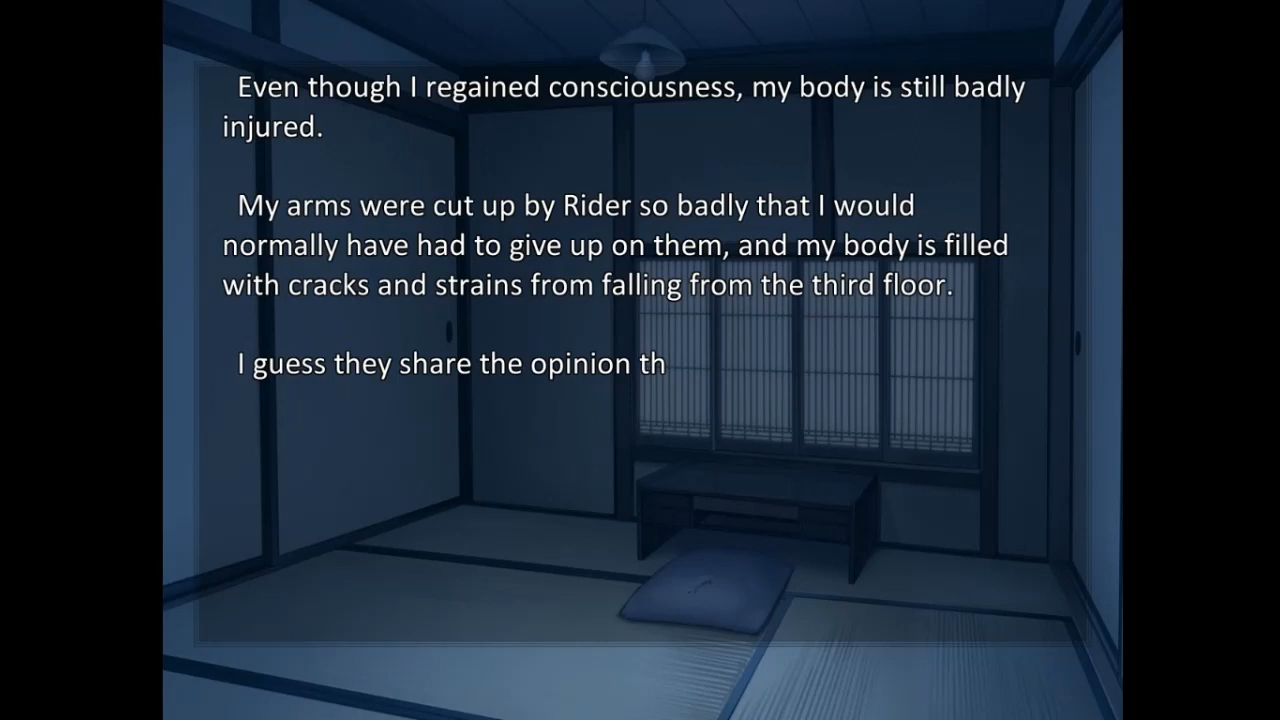 Even though I regained consciousness, my body is still badly
injured.
My arms were cut up by Rider so badly that I would
normally have had to give up on them, and my body is filled
with cracks and strains from falling from the third floor.
I guess they share the opinion th